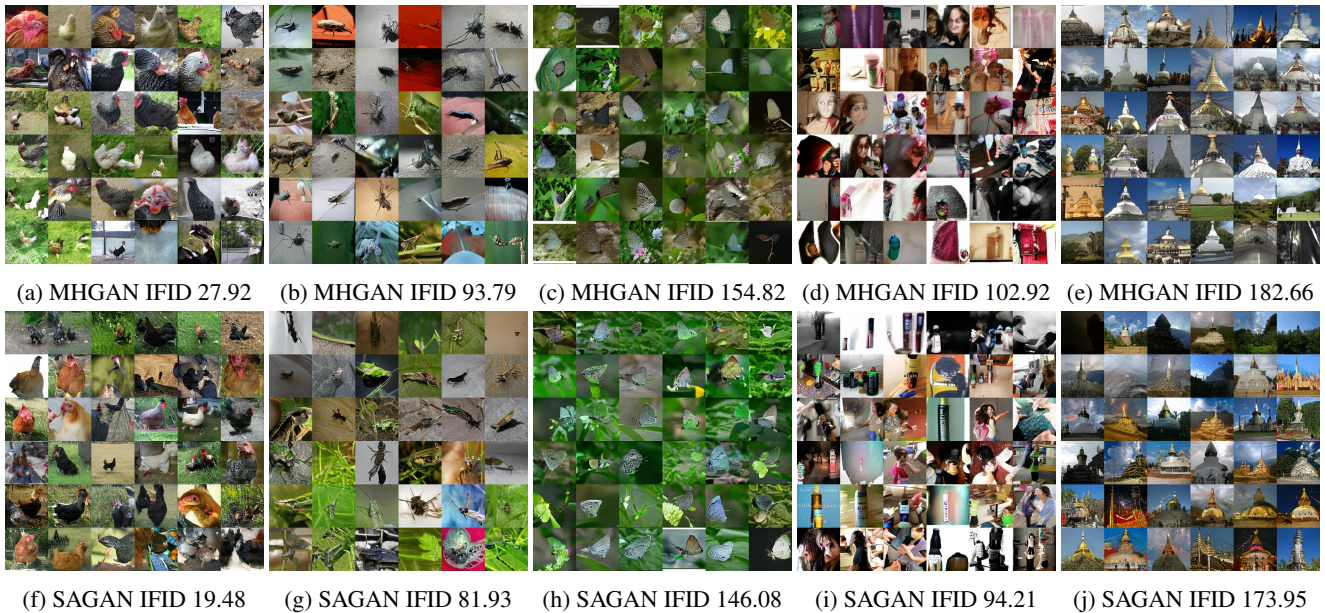 (a) MHGAN IFID 27.92
(b) MHGAN IFID 93.79
(c) MHGAN IFID 154.82
(d) MHGAN IFID 102.92
(e) MHGAN IFID 182.66
(f) SAGAN IFID 19.48
(g) SAGAN IFID 81.93
(h) SAGAN IFID 146.08
(i) SAGAN IFID 94.21
(j) SAGAN IFID 173.95